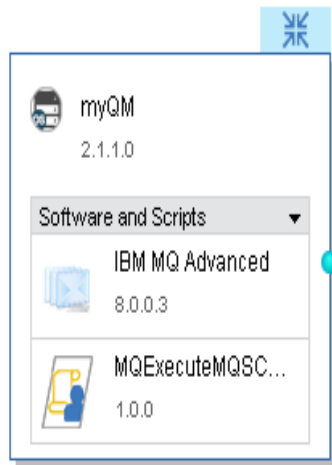 myQM
2.1.1.0
Software and Scripts
IBM MQ Advanced
8.0.0.3
MQExecuteMQSC...
1.0.0